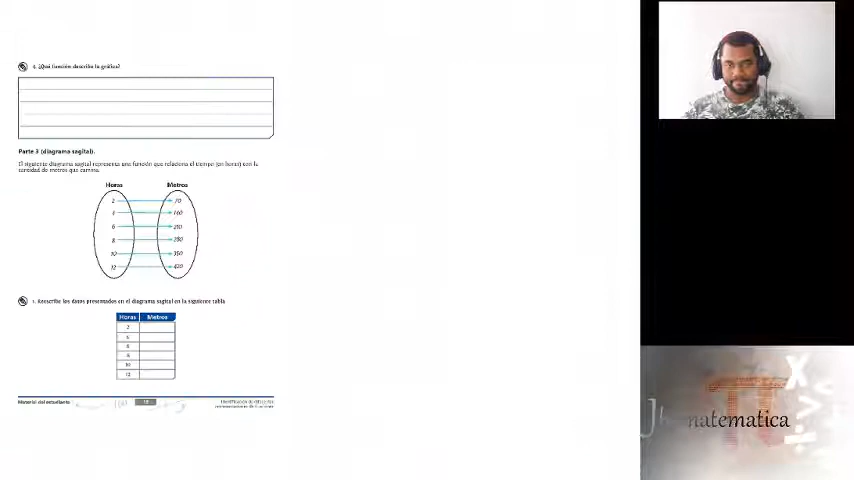 4. ¿Qué función describe la gráfica?
Parte 3 (diagrama sagital).
El siguiente diagrama sagital representa una función que relaciona el tiempo (en horas) con la
cantidad de metros que camina.
Horas Metros
2 70
4 140
6 210
8 280
10 350
12 420
1. Reescribe los datos presentados en el diagrama sagital en la siguiente tabla
Horas Metros
2
4
6
8
10
12
Material del estudiante
matematica